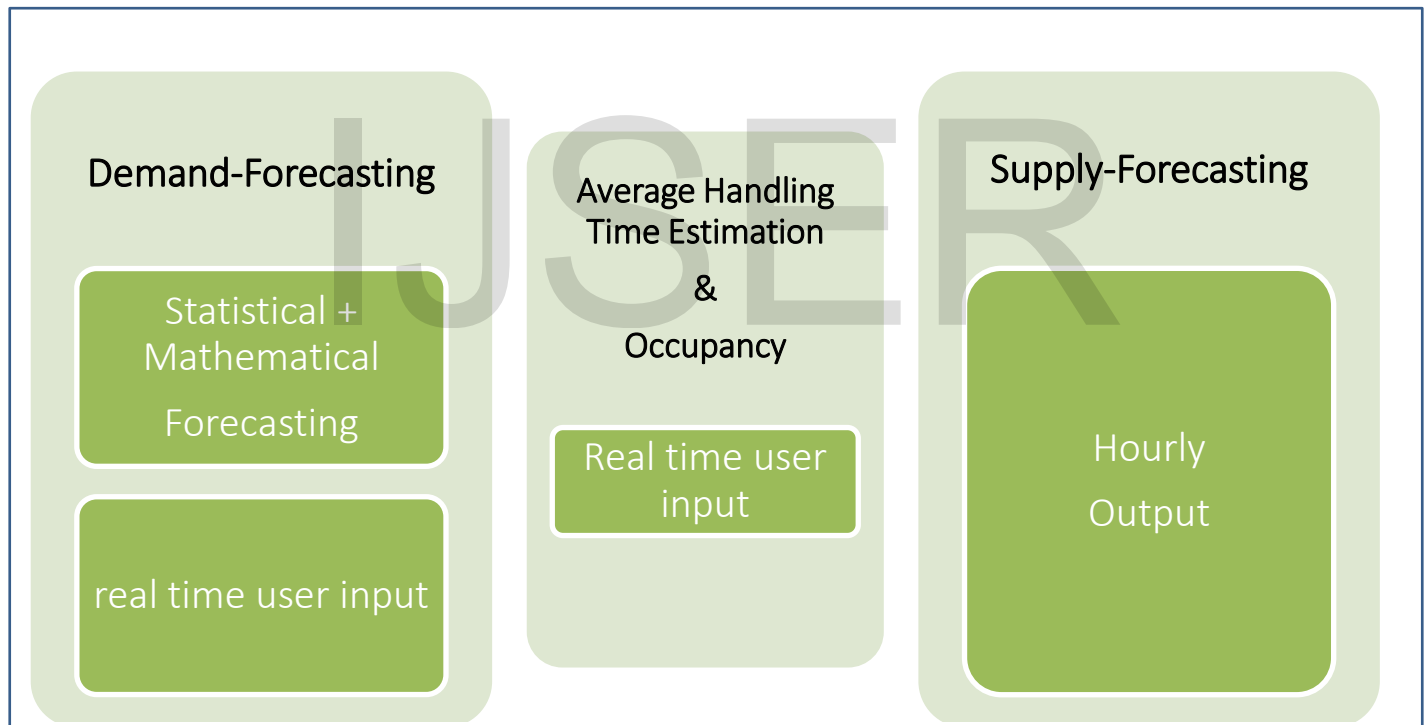 IJSER
Demand-Forecasting
Statistical +
Mathematical
Forecasting
real time user input
Average Handling
Time Estimation
&
Occupancy
Real time user
input
Supply-Forecasting
Hourly
Output